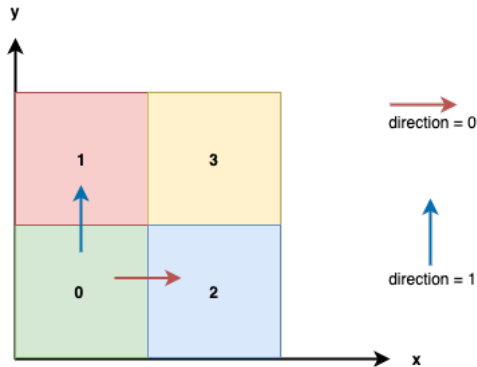 y
1
3
direction = 0
0
2
direction = 1
x